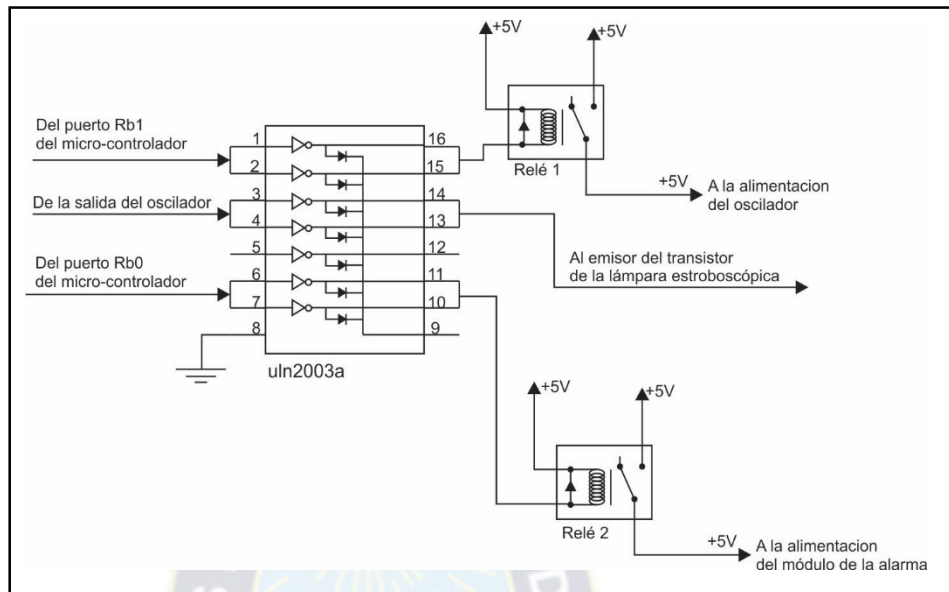 +5V
+5V
Del puerto Rb1
del micro-controlador
1
16
2
15
Relé 1
De la salida del oscilador
3
14
+5V
A la alimentacion
del oscilador
4
13
5
12
Al emisor del transistor
de la lámpara estroboscópica
Del puerto Rb0
del micro-controlador
6
11
7
10
8
9
uln2003a
+5V
+5V
Relé 2
+5V
A la alimentacion
del módulo de la alarma
S
D